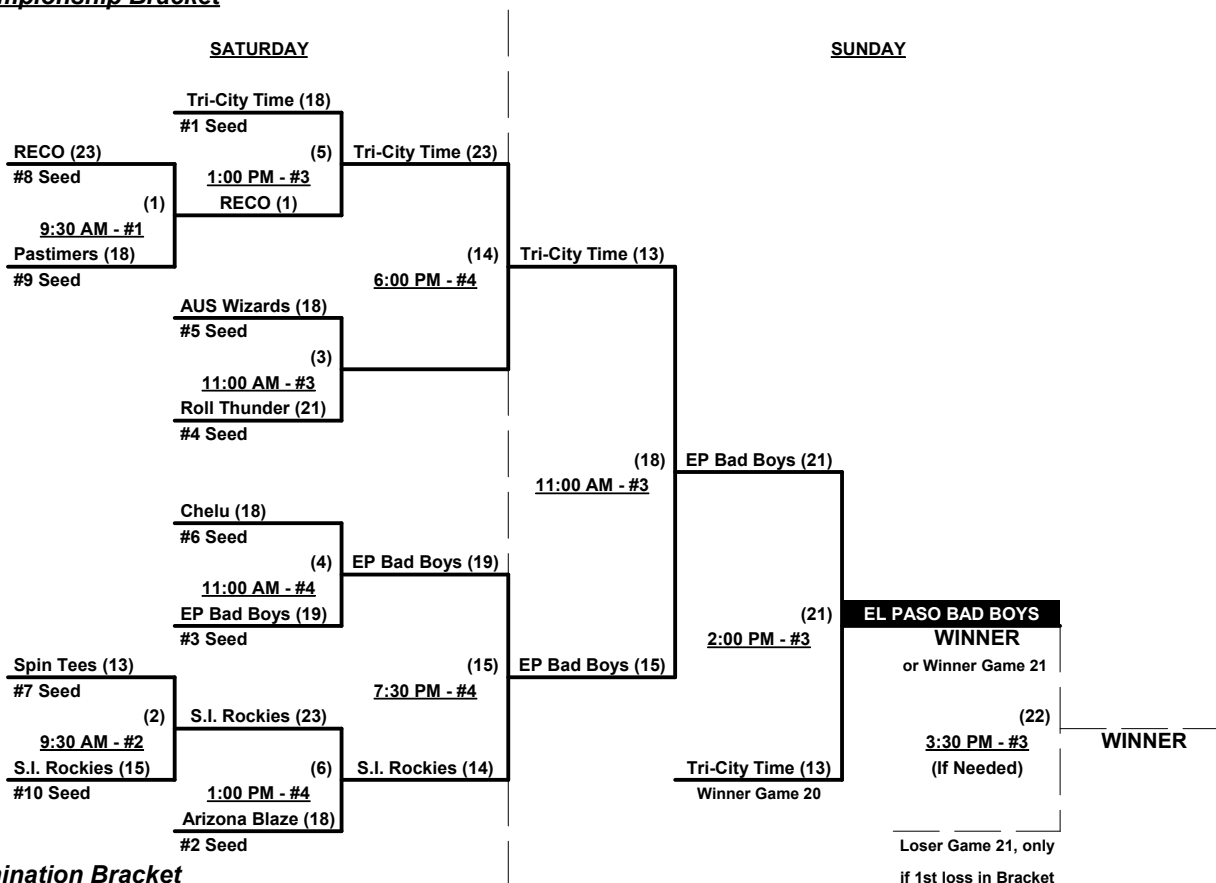 mpionship Bracket
SATURDAY
SUNDAY
Tri-City Time (18)
#1 Seed
RECO (23)
(5)
Tri-City Time (23)
#8 Seed
1:00 PM - #3
(1)
RECO (1)
9:30 AM - #1
Pastimers (18)
(14)
Tri-City Time (13)
#9 Seed
6:00 PM - #4
AUS Wizards (18)
#5 Seed
(3)
11:00 AM - #3
Roll Thunder (21)
#4 Seed
(18)
EP Bad Boys (21)
11:00 AM - #3
Chelu (18)
#6 Seed
(4)
EP Bad Boys (19)
11:00 AM - #4
EP Bad Boys (19)
(21)
EL PASO BAD BOYS
#3 Seed
2:00 PM - #3
WINNER
Spin Tees (13)
(15)
EP Bad Boys (15)
or Winner Game 21
#7 Seed
7:30 PM - #4
(2)
S.I. Rockies (23)
(22)
9:30 AM - #2
3:30 PM - #3
WINNER
S.I. Rockies (15)
(6)
S.I. Rockies (14)
Tri-City Time (13)
(If Needed)
#10 Seed
1:00 PM - #4
Winner Game 20
Arizona Blaze (18)
#2 Seed
Loser Game 21, only
ination Bracket
if 1st loss in Bracket